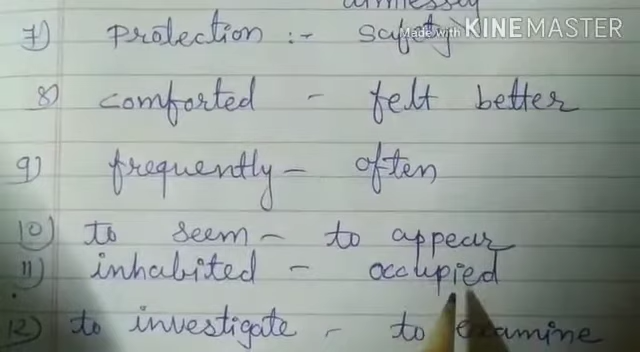 aimlessly
7) Protection :- Safety
Made with KINEMASTER
8) comforted - felt better
9) frequently - often
10) to seem - to appear
11) inhabited - occupied
12) to investigate - to examine